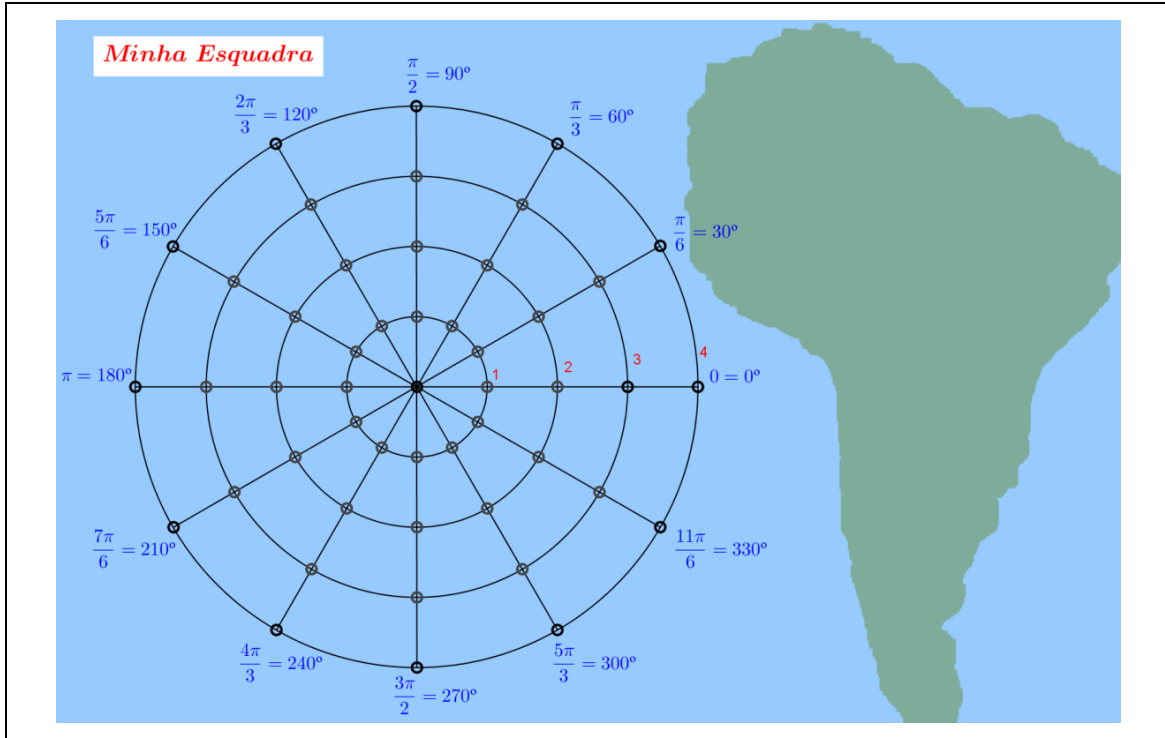 Minha Esquadra
π/2 = 90º
2π/3 = 120º
π/3 = 60º
5π/6 = 150º
π/6 = 30º
π = 180º
1
2
3
4
0 = 0º
7π/6 = 210º
11π/6 = 330º
4π/3 = 240º
5π/3 = 300º
3π/2 = 270º